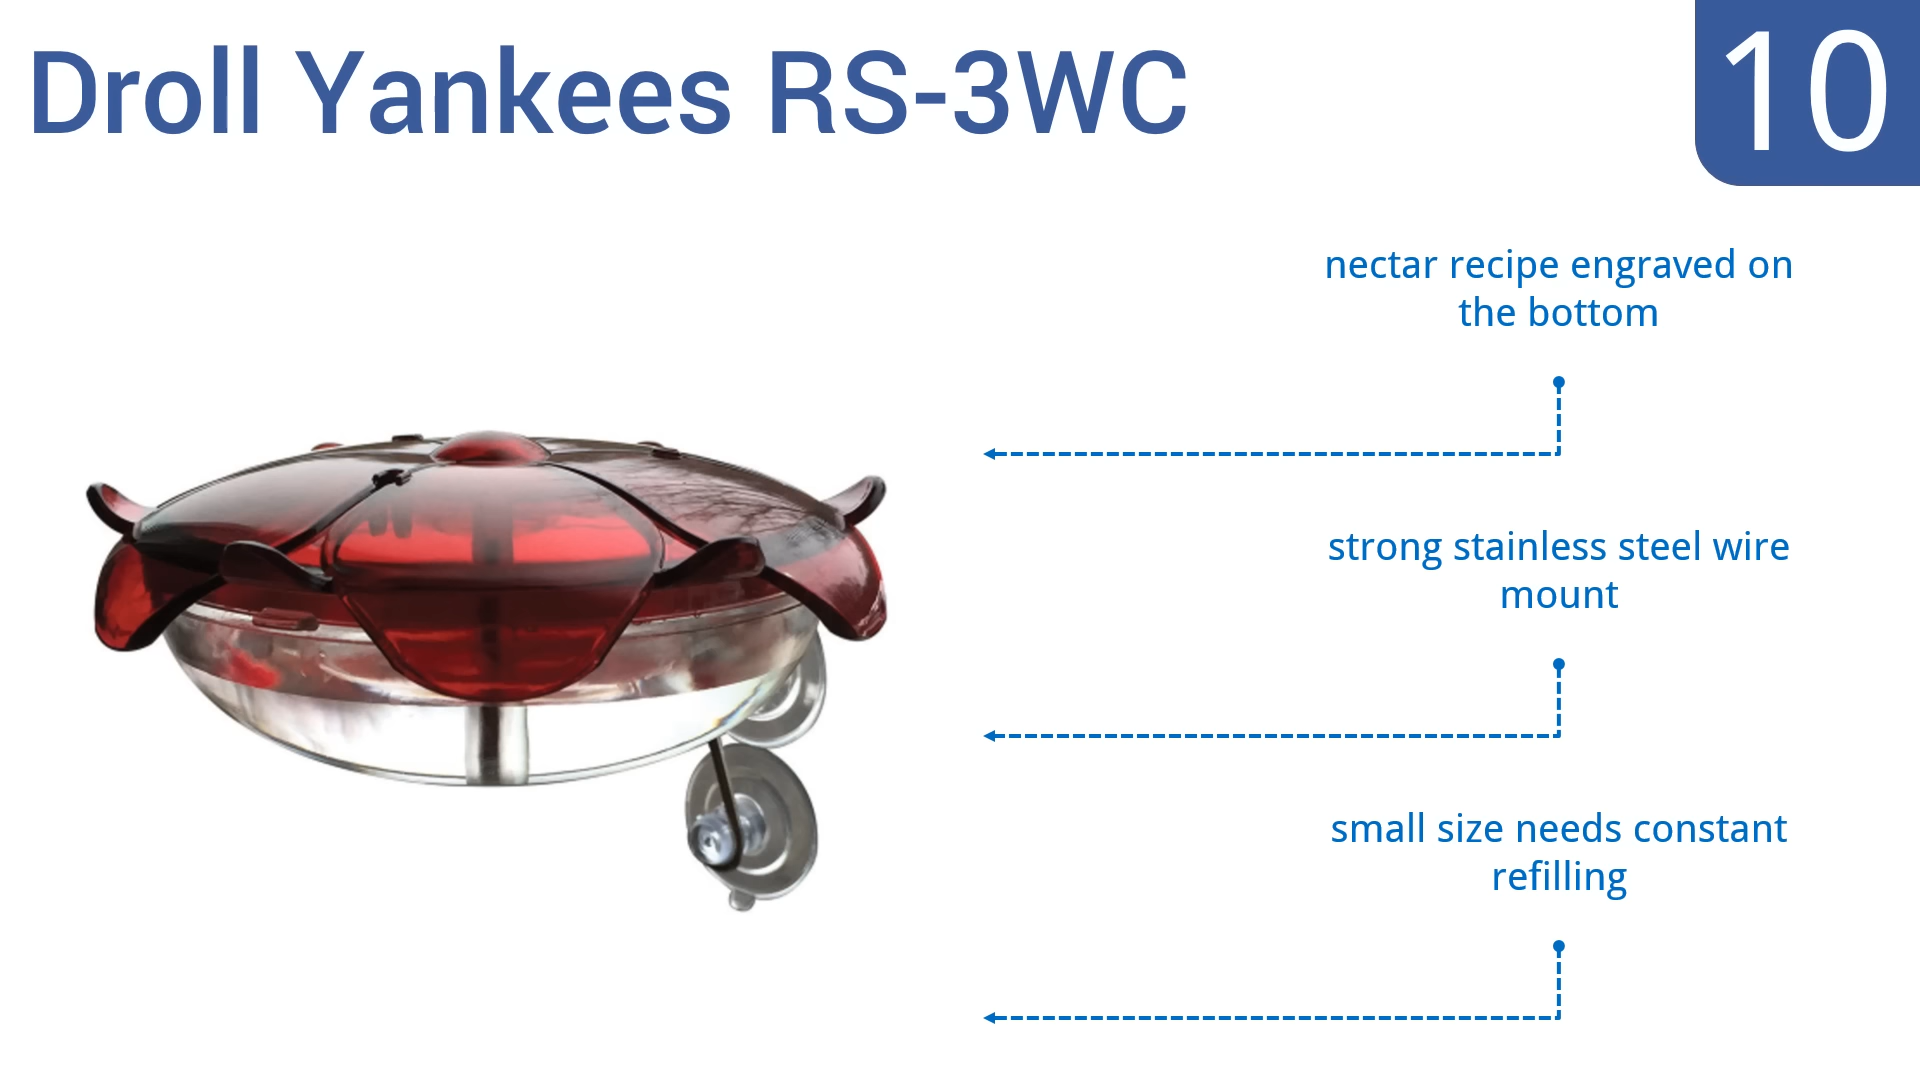 Droll Yankees RS-3WC
10
nectar recipe engraved on
the bottom
strong stainless steel wire
mount
small size needs constant
refilling